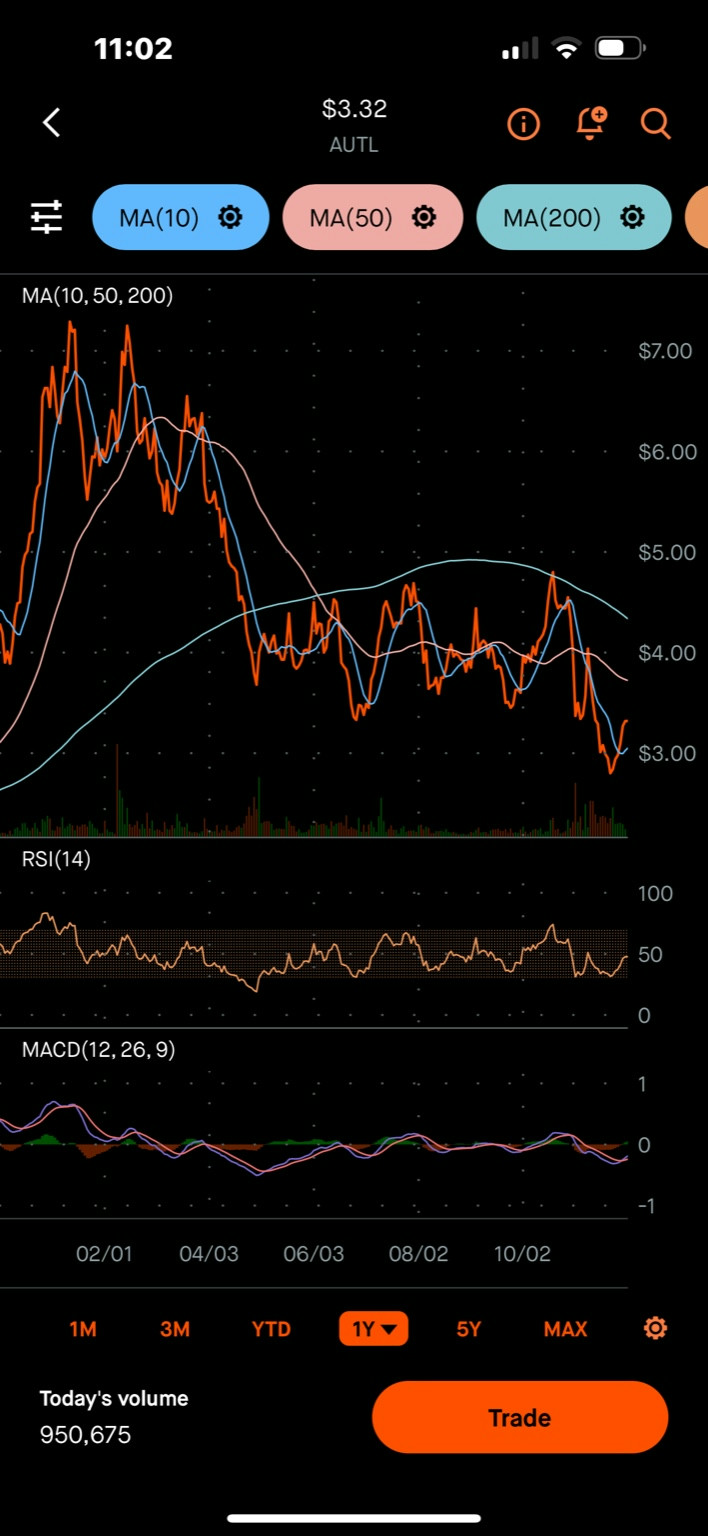 11:02
$3.32
AUTL
MA(10)
MA(50)
MA(200)
MA(10,50,200)
$7.00
$6.00
$5.00
$4.00
$3.00
RSI(14)
100
50
0
MACD(12,26,9)
1
0
-1
02/01 04/03 06/03 08/02 10/02
1M 3M YTD 1Y 5Y MAX
Today's volume
950,675
Trade